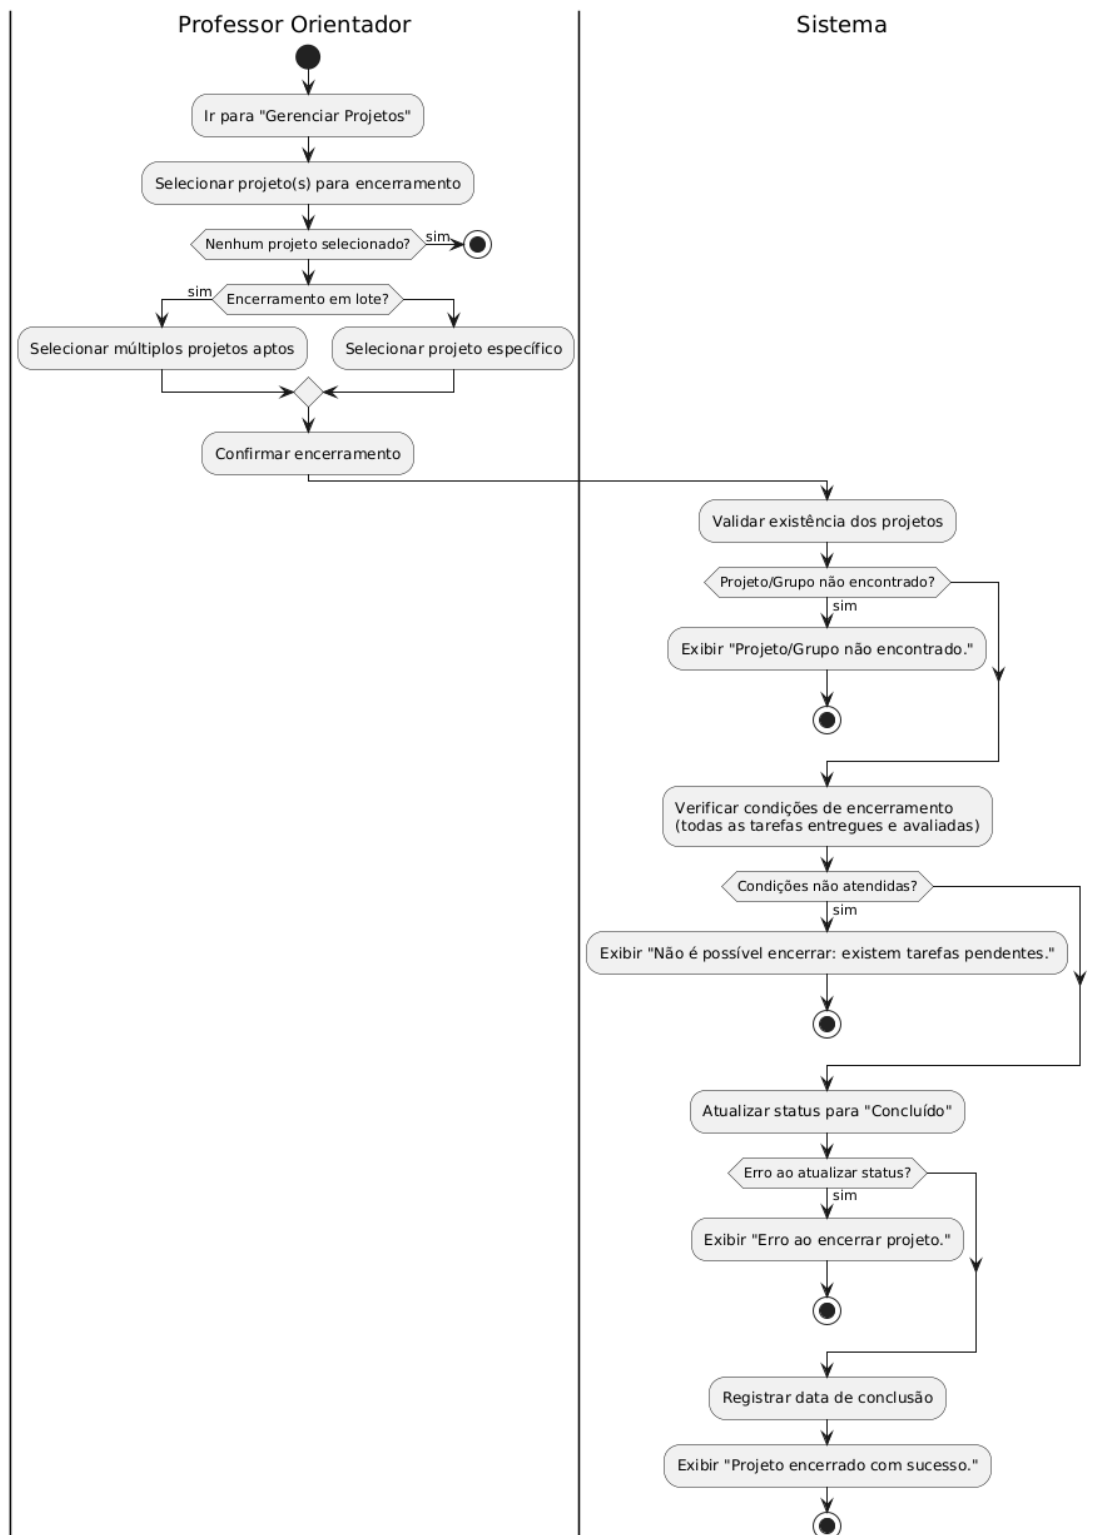 Professor Orientador
Sistema
Ir para "Gerenciar Projetos"
Selecionar projeto(s) para encerramento
Nenhum projeto selecionado?
sim
sim
Encerramento em lote?
Selecionar múltiplos projetos aptos
Selecionar projeto específico
Confirmar encerramento
Validar existência dos projetos
Projeto/Grupo não encontrado?
sim
Exibir "Projeto/Grupo não encontrado."
Verificar condições de encerramento
(todas as tarefas entregues e avaliadas)
Condições não atendidas?
sim
Exibir "Não é possível encerrar: existem tarefas pendentes."
Atualizar status para "Concluído"
Erro ao atualizar status?
sim
Exibir "Erro ao encerrar projeto."
Registrar data de conclusão
Exibir "Projeto encerrado com sucesso."